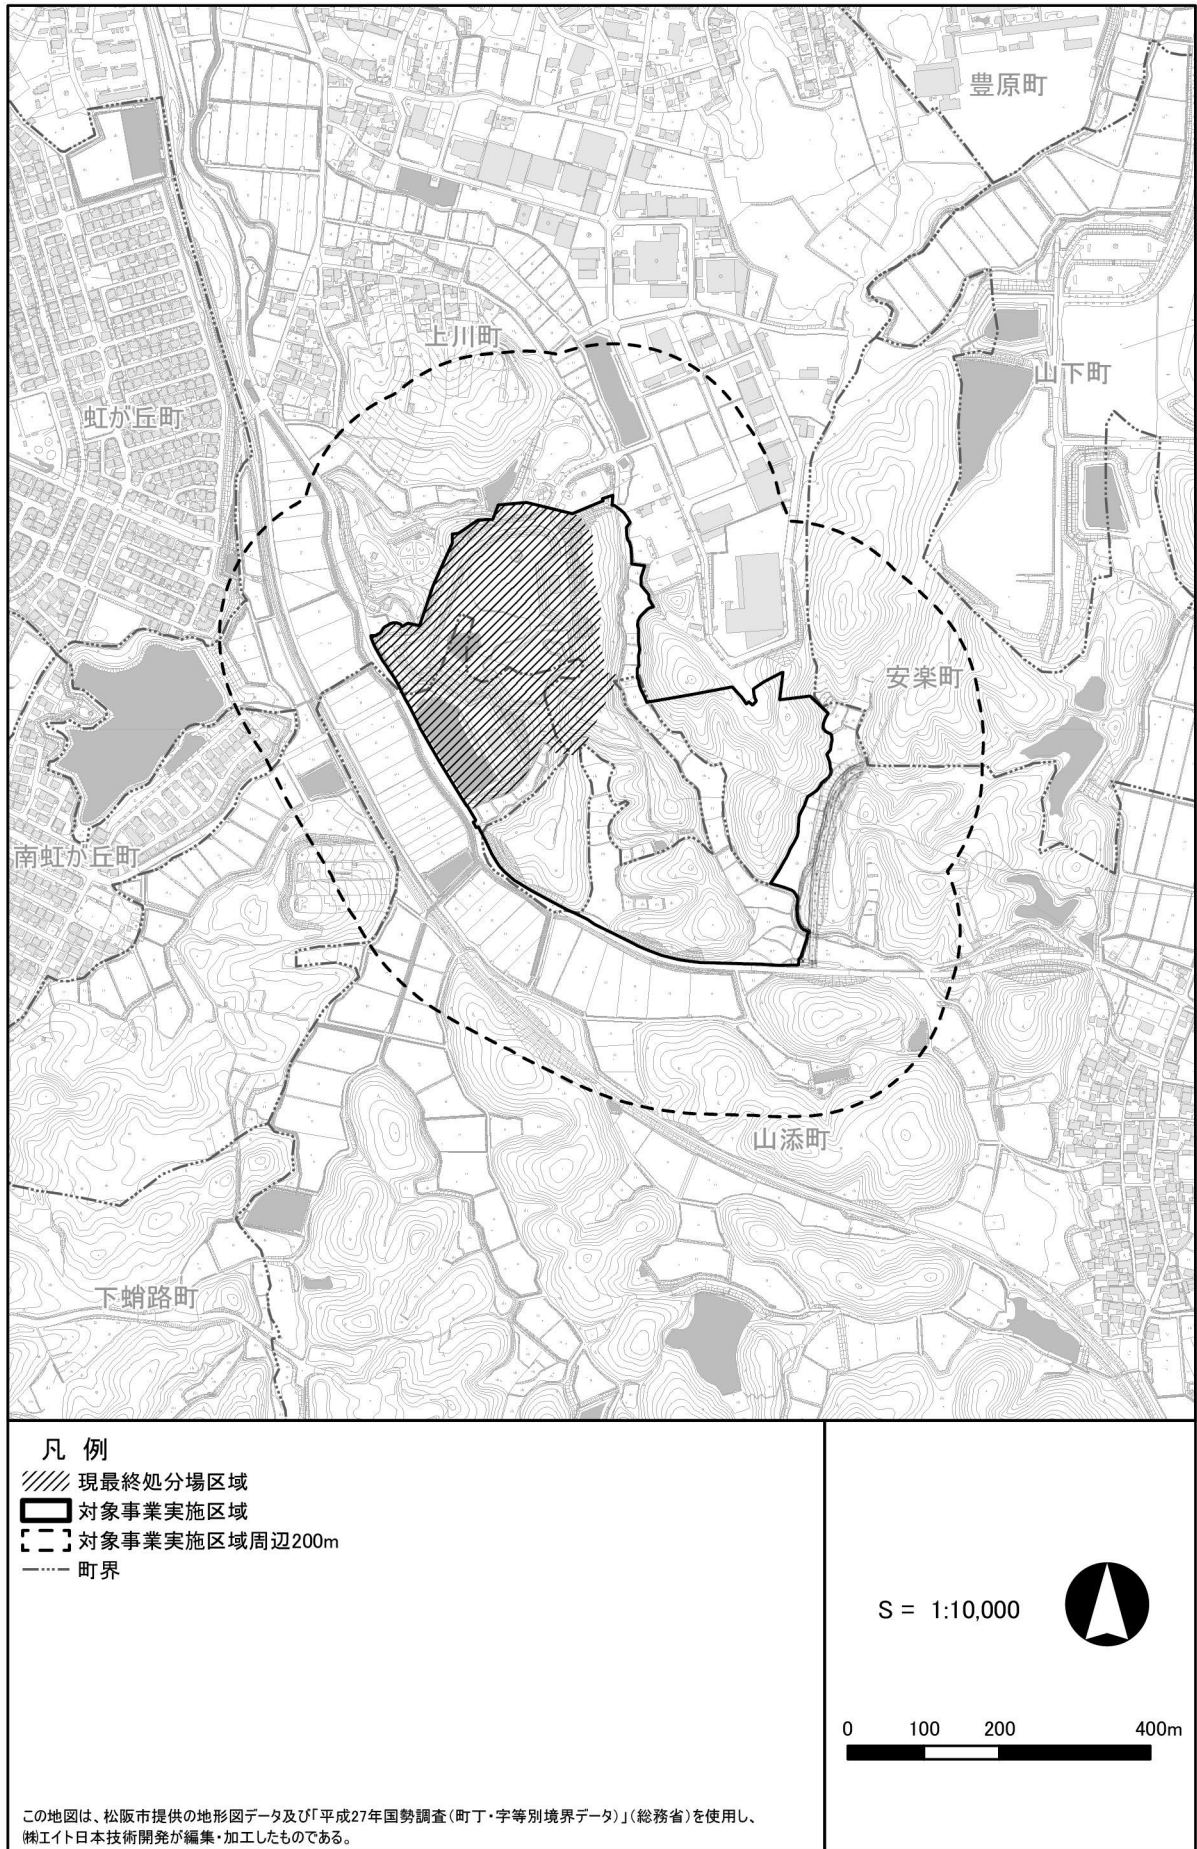 豊原町
上川町
山下町
虹が丘町
安楽町
南虹が丘町
山添町
下蛸路町
凡 例
現最終処分場区域
対象事業実施区域
対象事業実施区域周辺200m
町界
S = 1:10,000
0 100 200 400m
この地図は、松阪市提供の地形図データ及び「平成27年国勢調査(町丁・字等別境界データ)」(総務省)を使用し、
㈱エイト日本技術開発が編集・加工したものである。